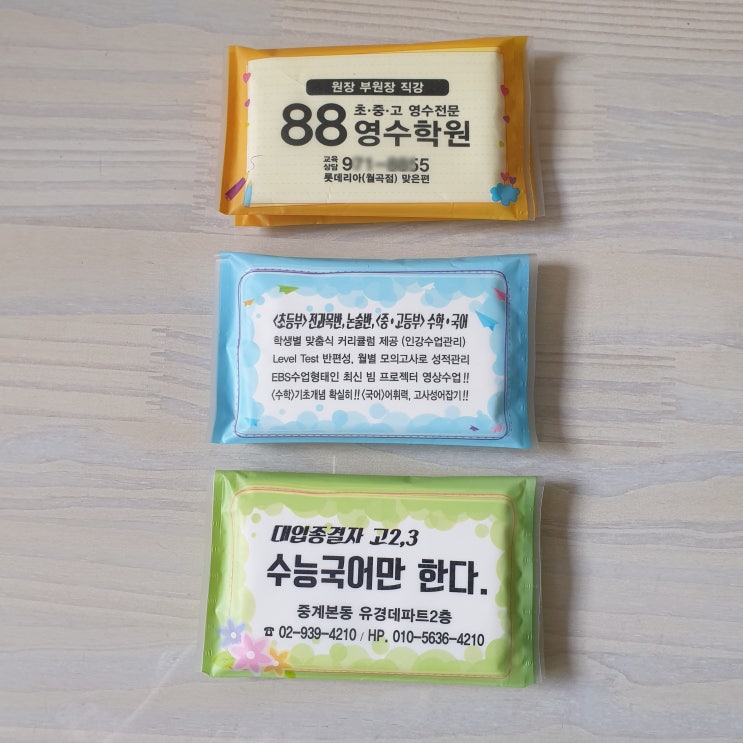 원장 부원장 직강
초·중·고 영수전문
88 영수학원
교육
상담
롯데리아(월곡점) 맞은편
<초등부> 전과목반, 논술반, <중·고등부> 수학·국어
학생별 맞춤식 커리큘럼 제공 (인강수업관리)
Level Test 반편성, 월별 모의고사로 성적관리
EBS수업형태인 최신 빔 프로젝터 영상수업!!
<수학>기초개념 확실히!! <국어>어휘력, 고사성어잡기!!
대입종결자 고2,3
수능국어만 한다.
중계본동 유경데파트2층
☎ 02-939-4210 / HP. 010-5636-4210